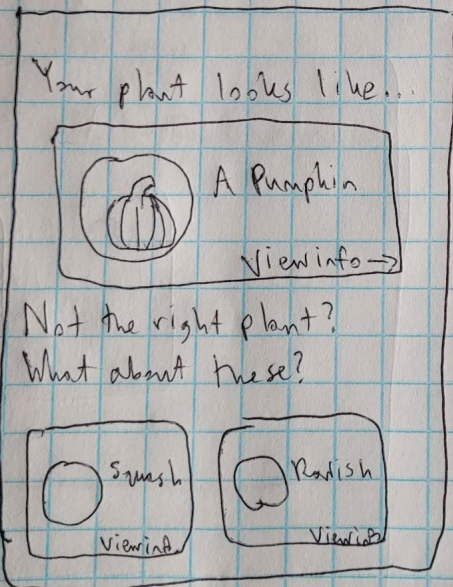 Your plant looks like...
A Pumpkin
View info →
Not the right plant?
What about these?
Squash
View info
Radish
View info